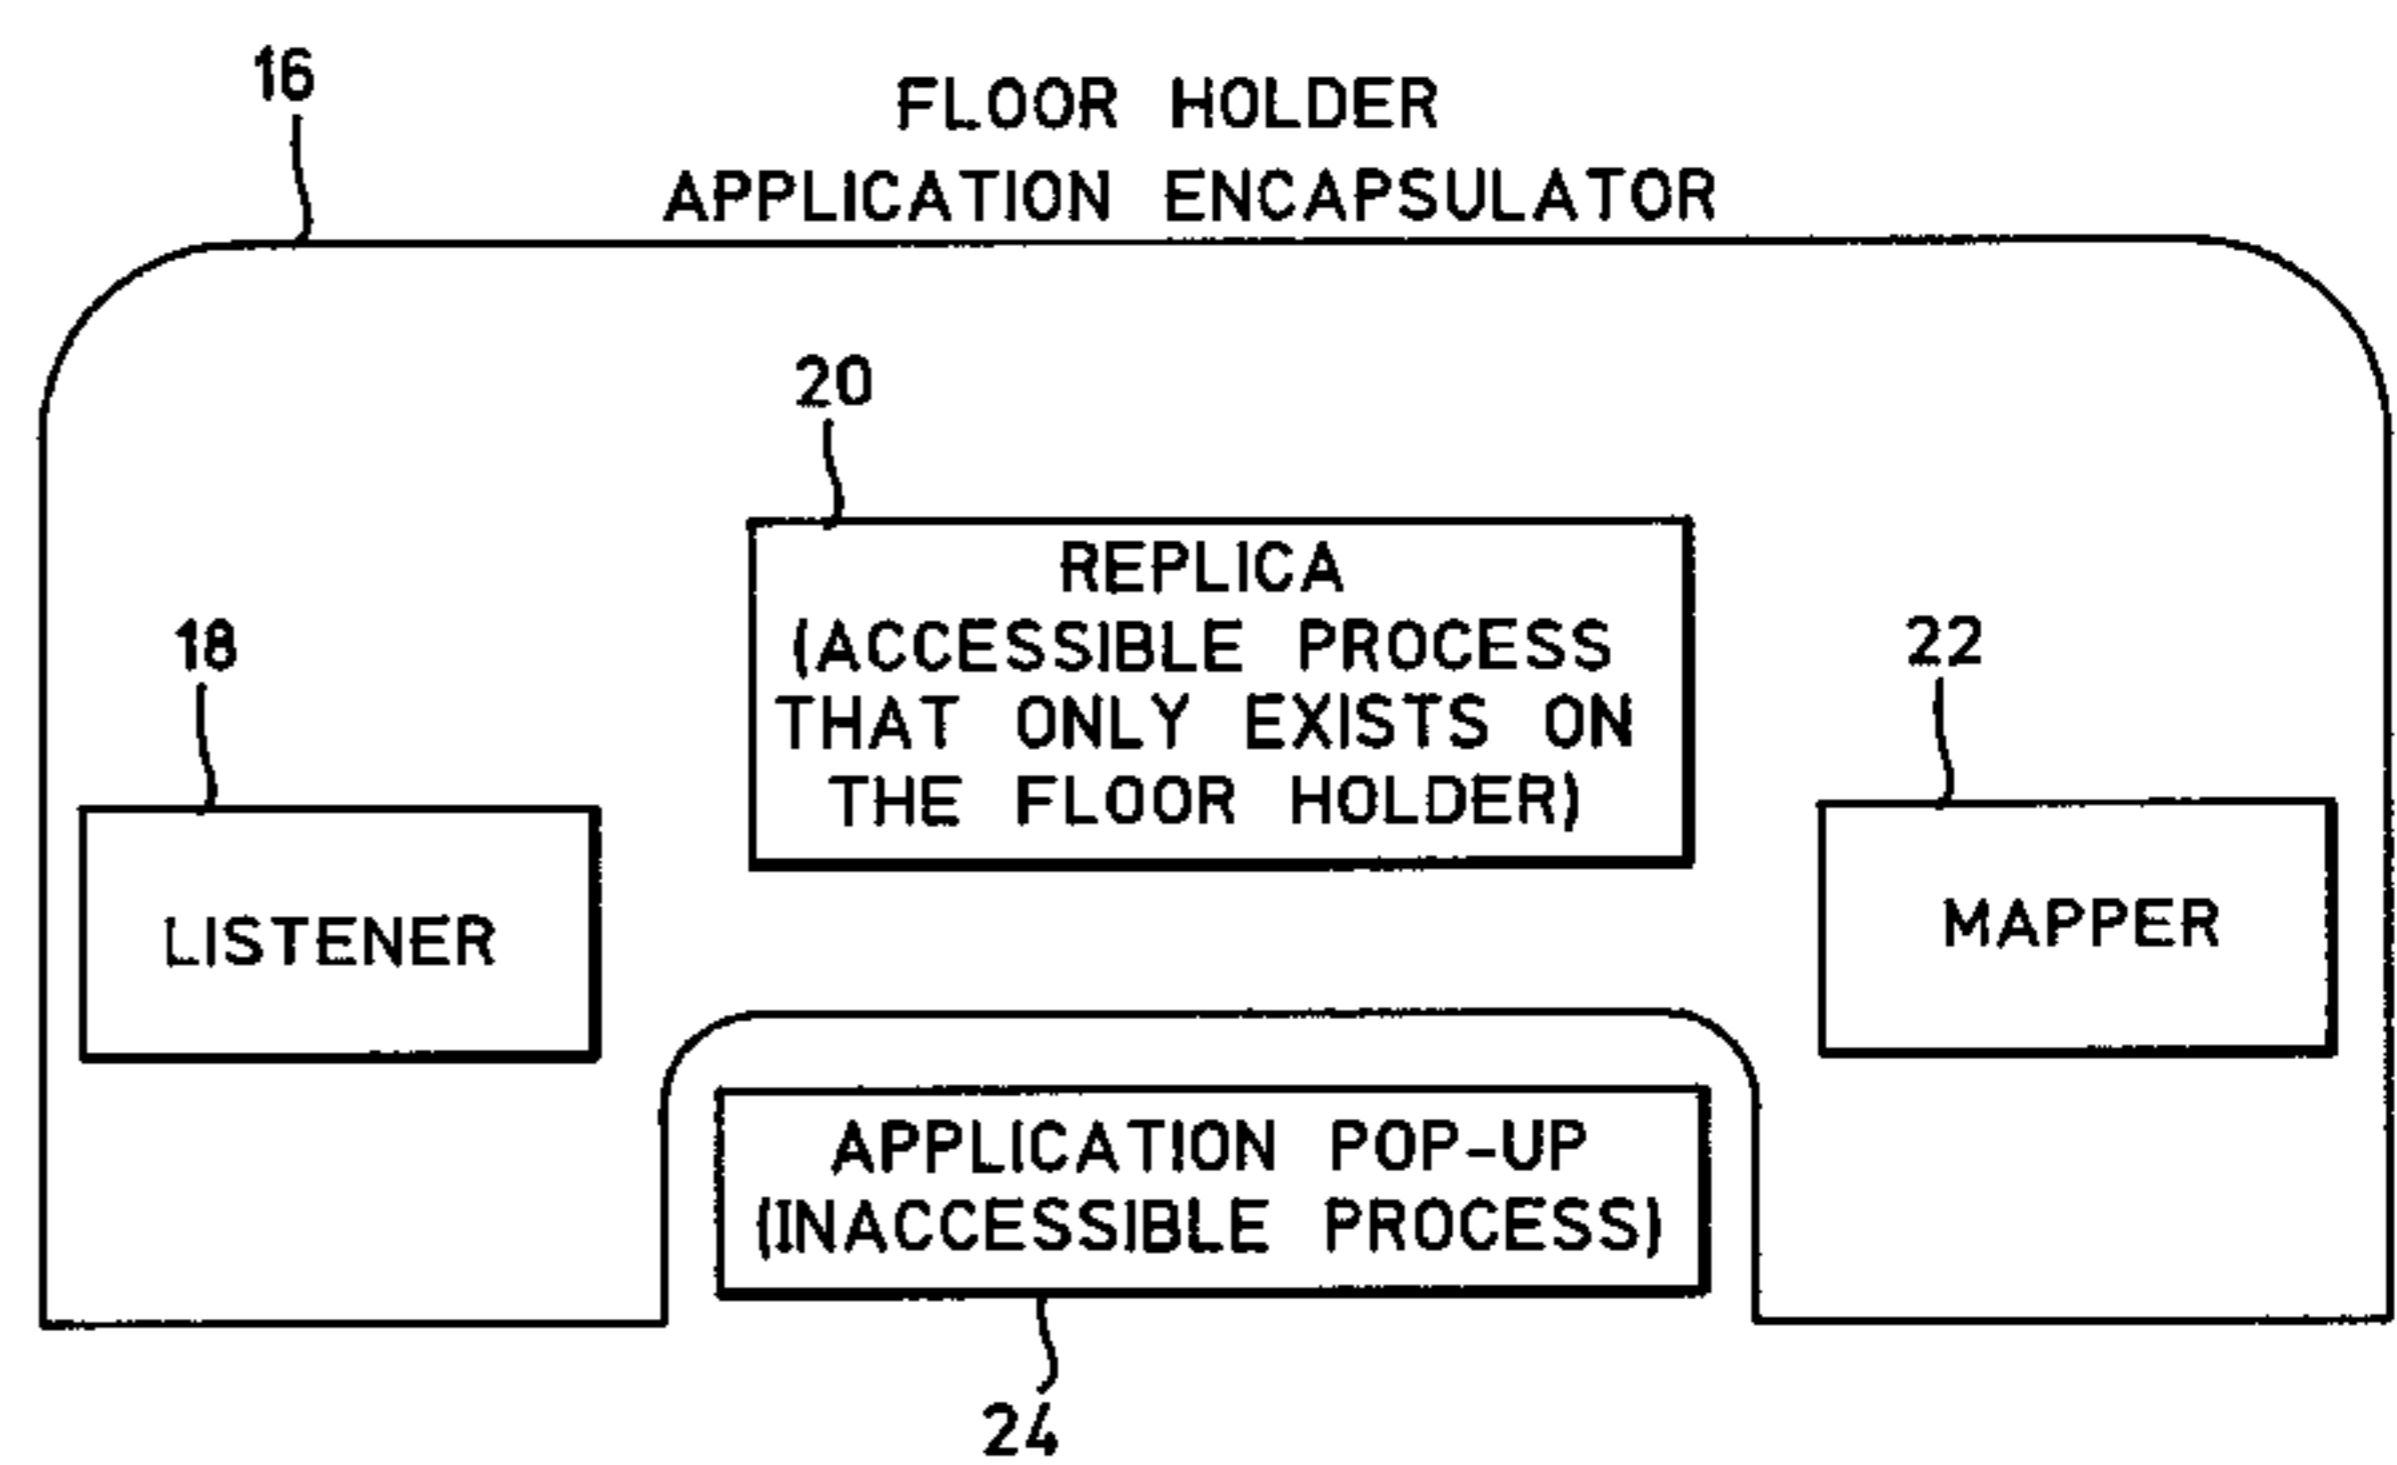 16
FLOOR HOLDER
APPLICATION ENCAPSULATOR
20
REPLICA
(ACCESSIBLE PROCESS
THAT ONLY EXISTS ON
THE FLOOR HOLDER)
18
LISTENER
22
MAPPER
APPLICATION POP-UP
(INACCESSIBLE PROCESS)
24